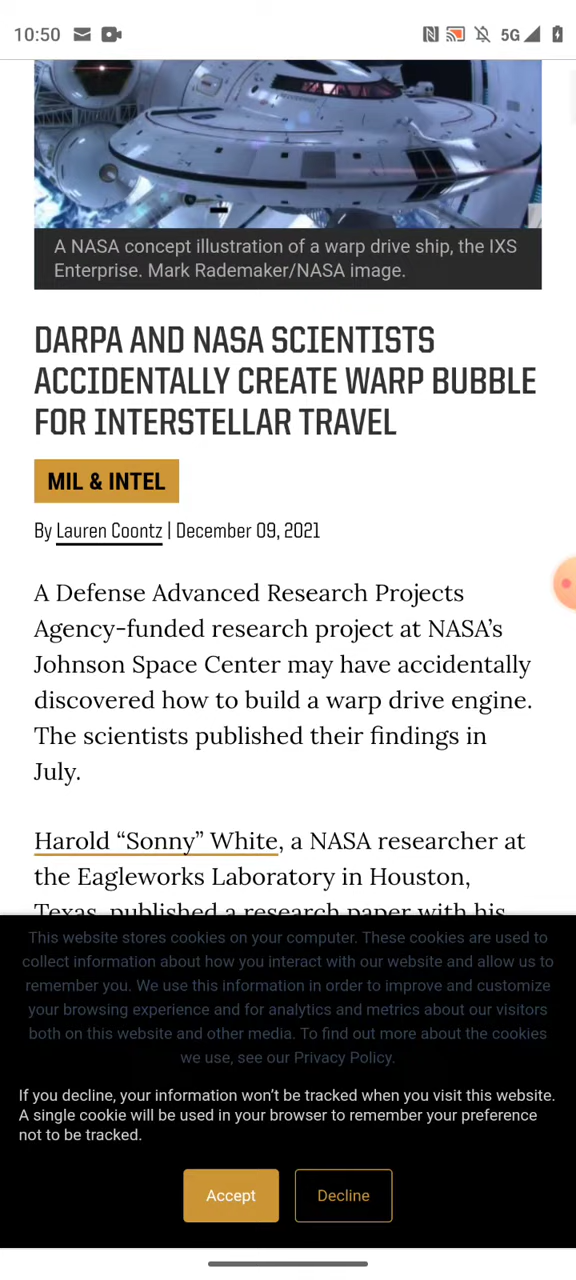 10:50
5G
A NASA concept illustration of a warp drive ship, the IXS
Enterprise. Mark Rademaker/NASA image.
DARPA AND NASA SCIENTISTS
ACCIDENTALLY CREATE WARP BUBBLE
FOR INTERSTELLAR TRAVEL
MIL & INTEL
By Lauren Coontz | December 09, 2021
A Defense Advanced Research Projects
Agency-funded research project at NASA’s
Johnson Space Center may have accidentally
discovered how to build a warp drive engine.
The scientists published their findings in
July.
Harold “Sonny” White, a NASA researcher at
the Eagleworks Laboratory in Houston,
Texas, published a research paper with his
This website stores cookies on your computer. These cookies are used to
collect information about how you interact with our website and allow us to
remember you. We use this information in order to improve and customize
your browsing experience and for analytics and metrics about our visitors
both on this website and other media. To find out more about the cookies
we use, see our Privacy Policy.
If you decline, your information won’t be tracked when you visit this website.
A single cookie will be used in your browser to remember your preference
not to be tracked.
Accept
Decline